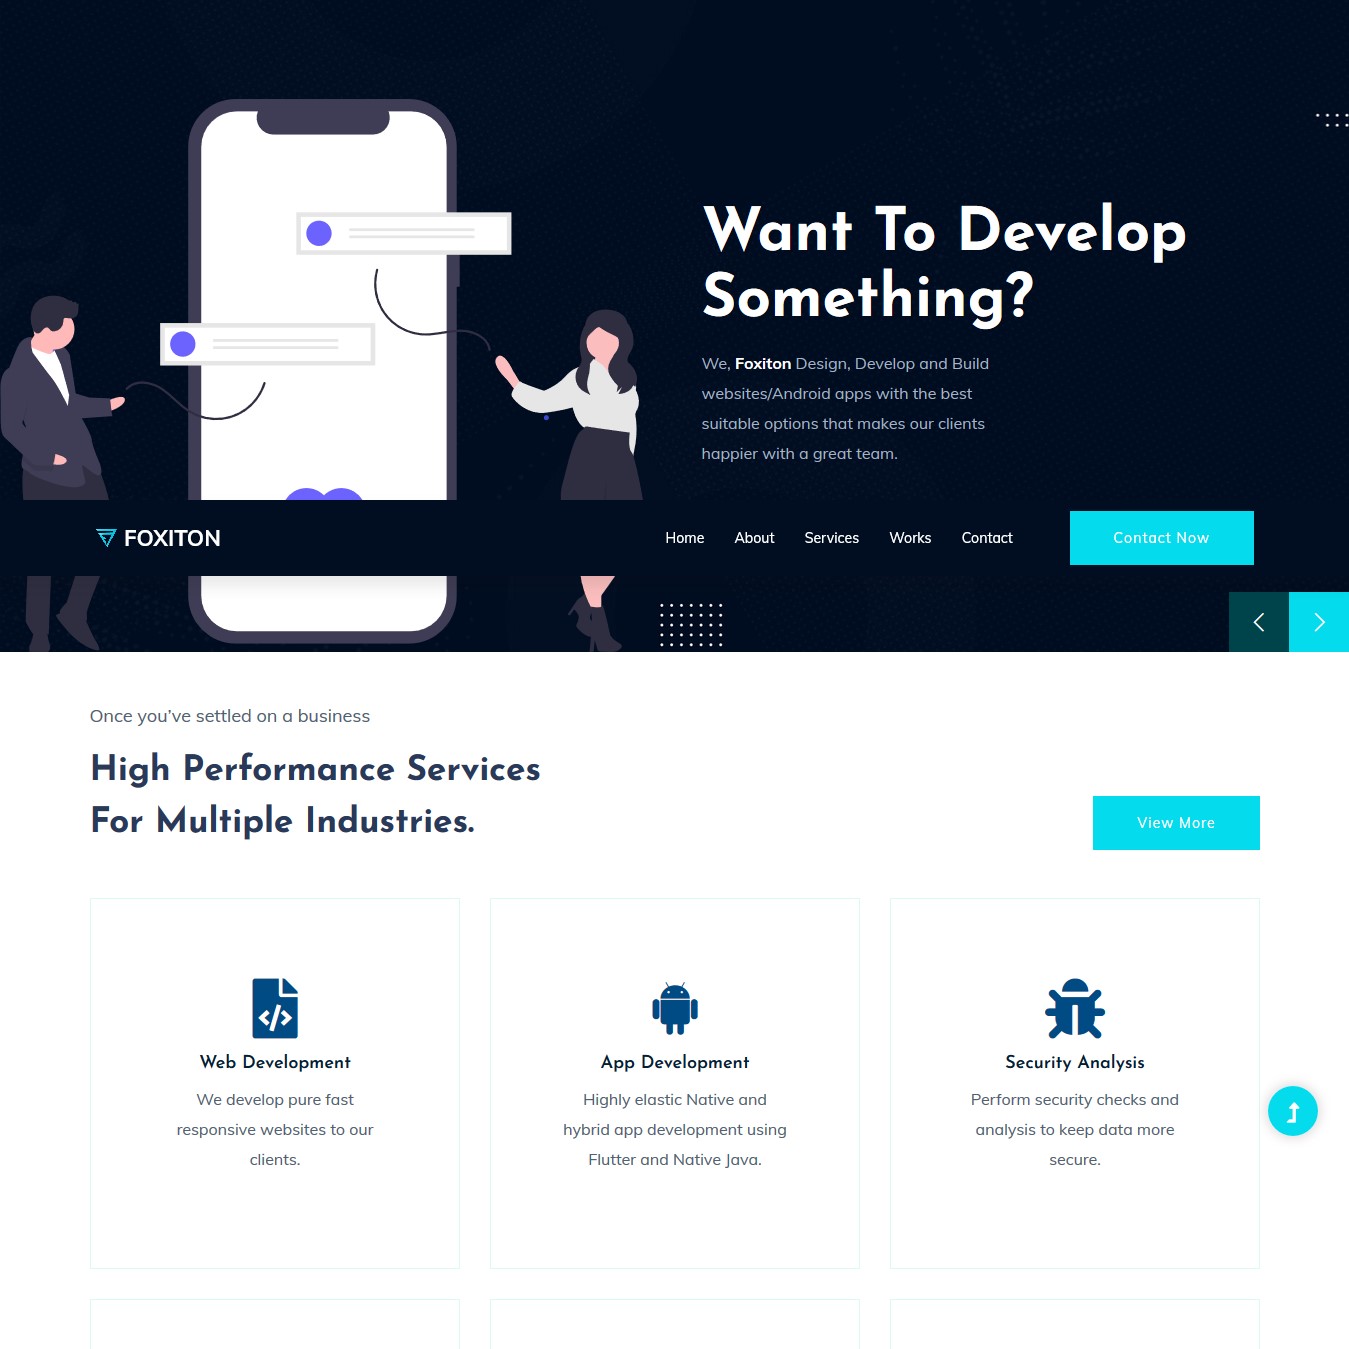 Want To Develop
Something?
We, Foxiton Design, Develop and Build
websites/Android apps with the best
suitable options that makes our clients
happier with a great team.
FOXITON
Home About Services Works Contact
Contact Now
Once you've settled on a business
High Performance Services
For Multiple Industries.
View More
Web Development
We develop pure fast
responsive websites to our
clients.
App Development
Highly elastic Native and
hybrid app development using
Flutter and Native Java.
Security Analysis
Perform security checks and
analysis to keep data more
secure.